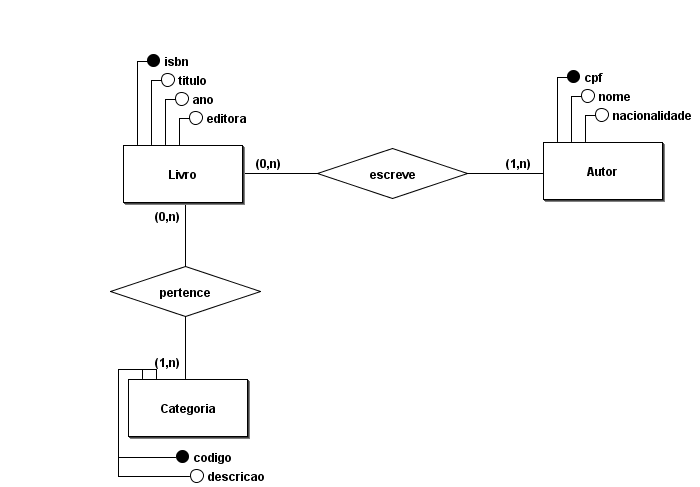 isbn
titulo
ano
editora
cpf
nome
nacionalidade
Livro
(0,n)
escreve
(1,n)
Autor
(0,n)
pertence
(1,n)
Categoria
codigo
descricao